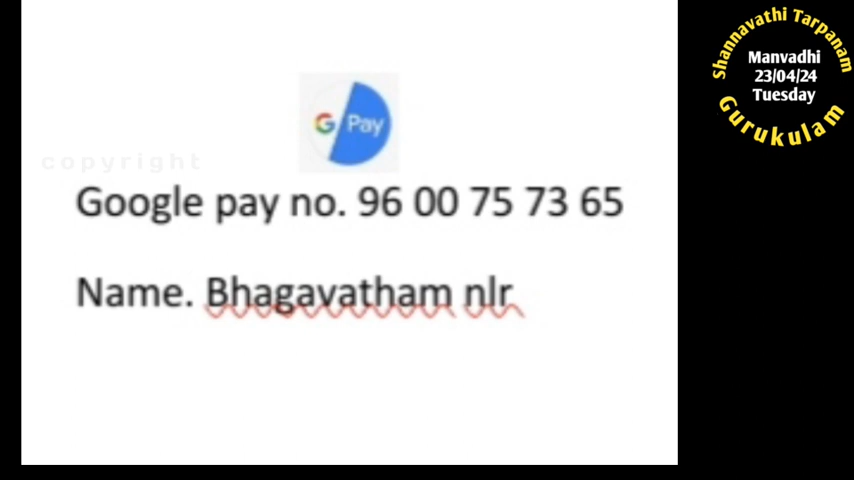 G Pay
copyright
Google pay no. 96 00 75 73 65
Name. Bhagavatham nlr
Shannavathi Tarpanam
Manvadhi
23/04/24
Tuesday
Gurukulam